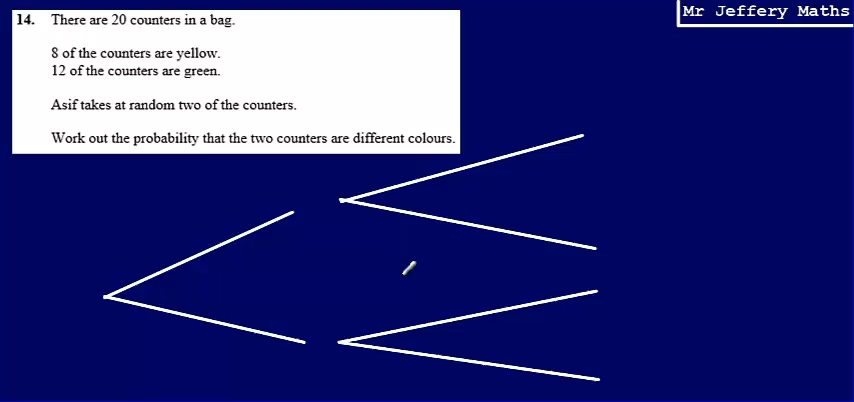 Mr Jeffery Maths
14. There are 20 counters in a bag.
8 of the counters are yellow.
12 of the counters are green.
Asif takes at random two of the counters.
Work out the probability that the two counters are different colours.